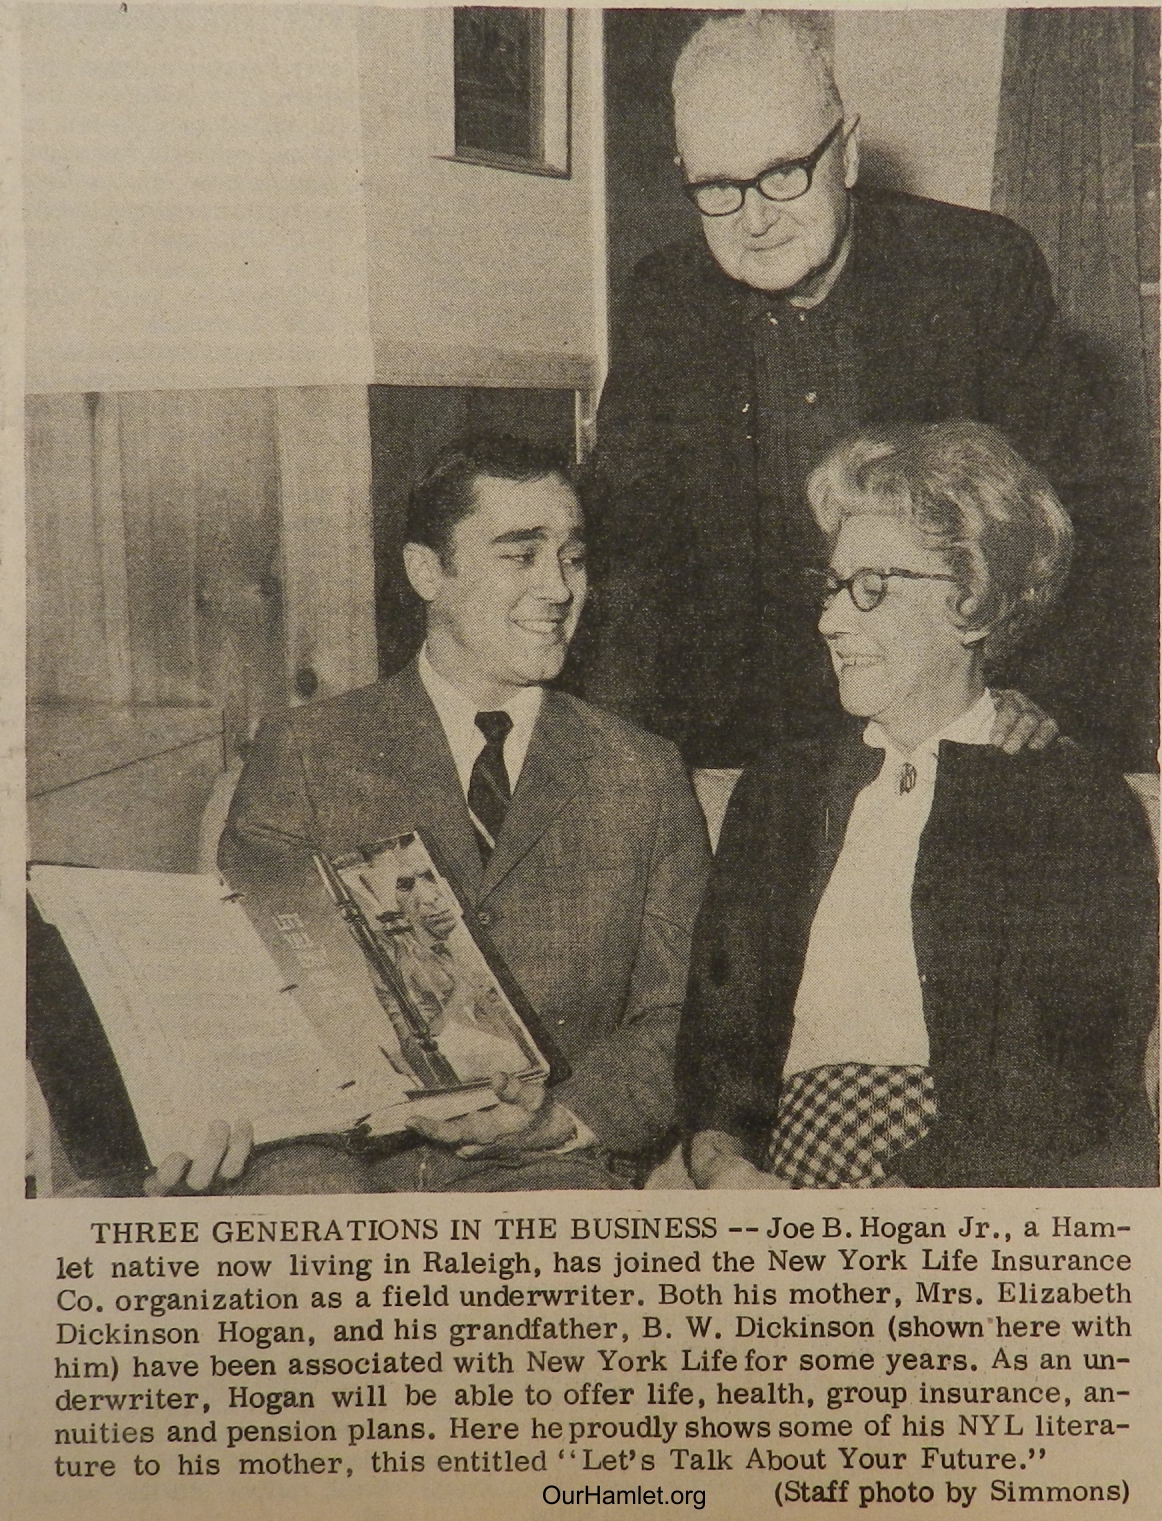 THREE GENERATIONS IN THE BUSINESS -- Joe B. Hogan Jr., a Ham-
let native now living in Raleigh, has joined the New York Life Insurance
Co. organization as a field underwriter. Both his mother, Mrs. Elizabeth
Dickinson Hogan, and his grandfather, B. W. Dickinson (shown here with
him) have been associated with New York Life for some years. As an un-
derwriter, Hogan will be able to offer life, health, group insurance, an-
nuities and pension plans. Here he proudly shows some of his NYL litera-
ture to his mother, this entitled "Let's Talk About Your Future."
OurHamlet.org (Staff photo by Simmons)